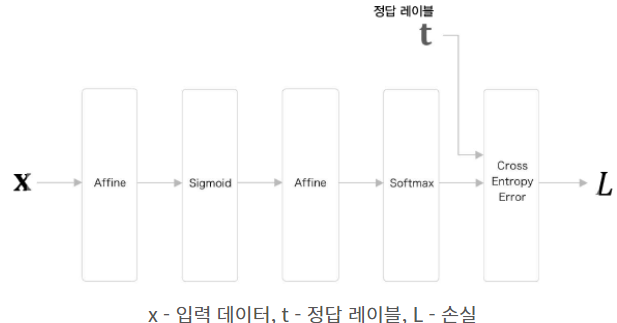 정답 레이블
t
x
Affine
Sigmoid
Affine
Softmax
Cross
Entropy
Error
L
x - 입력 데이터, t - 정답 레이블, L - 손실